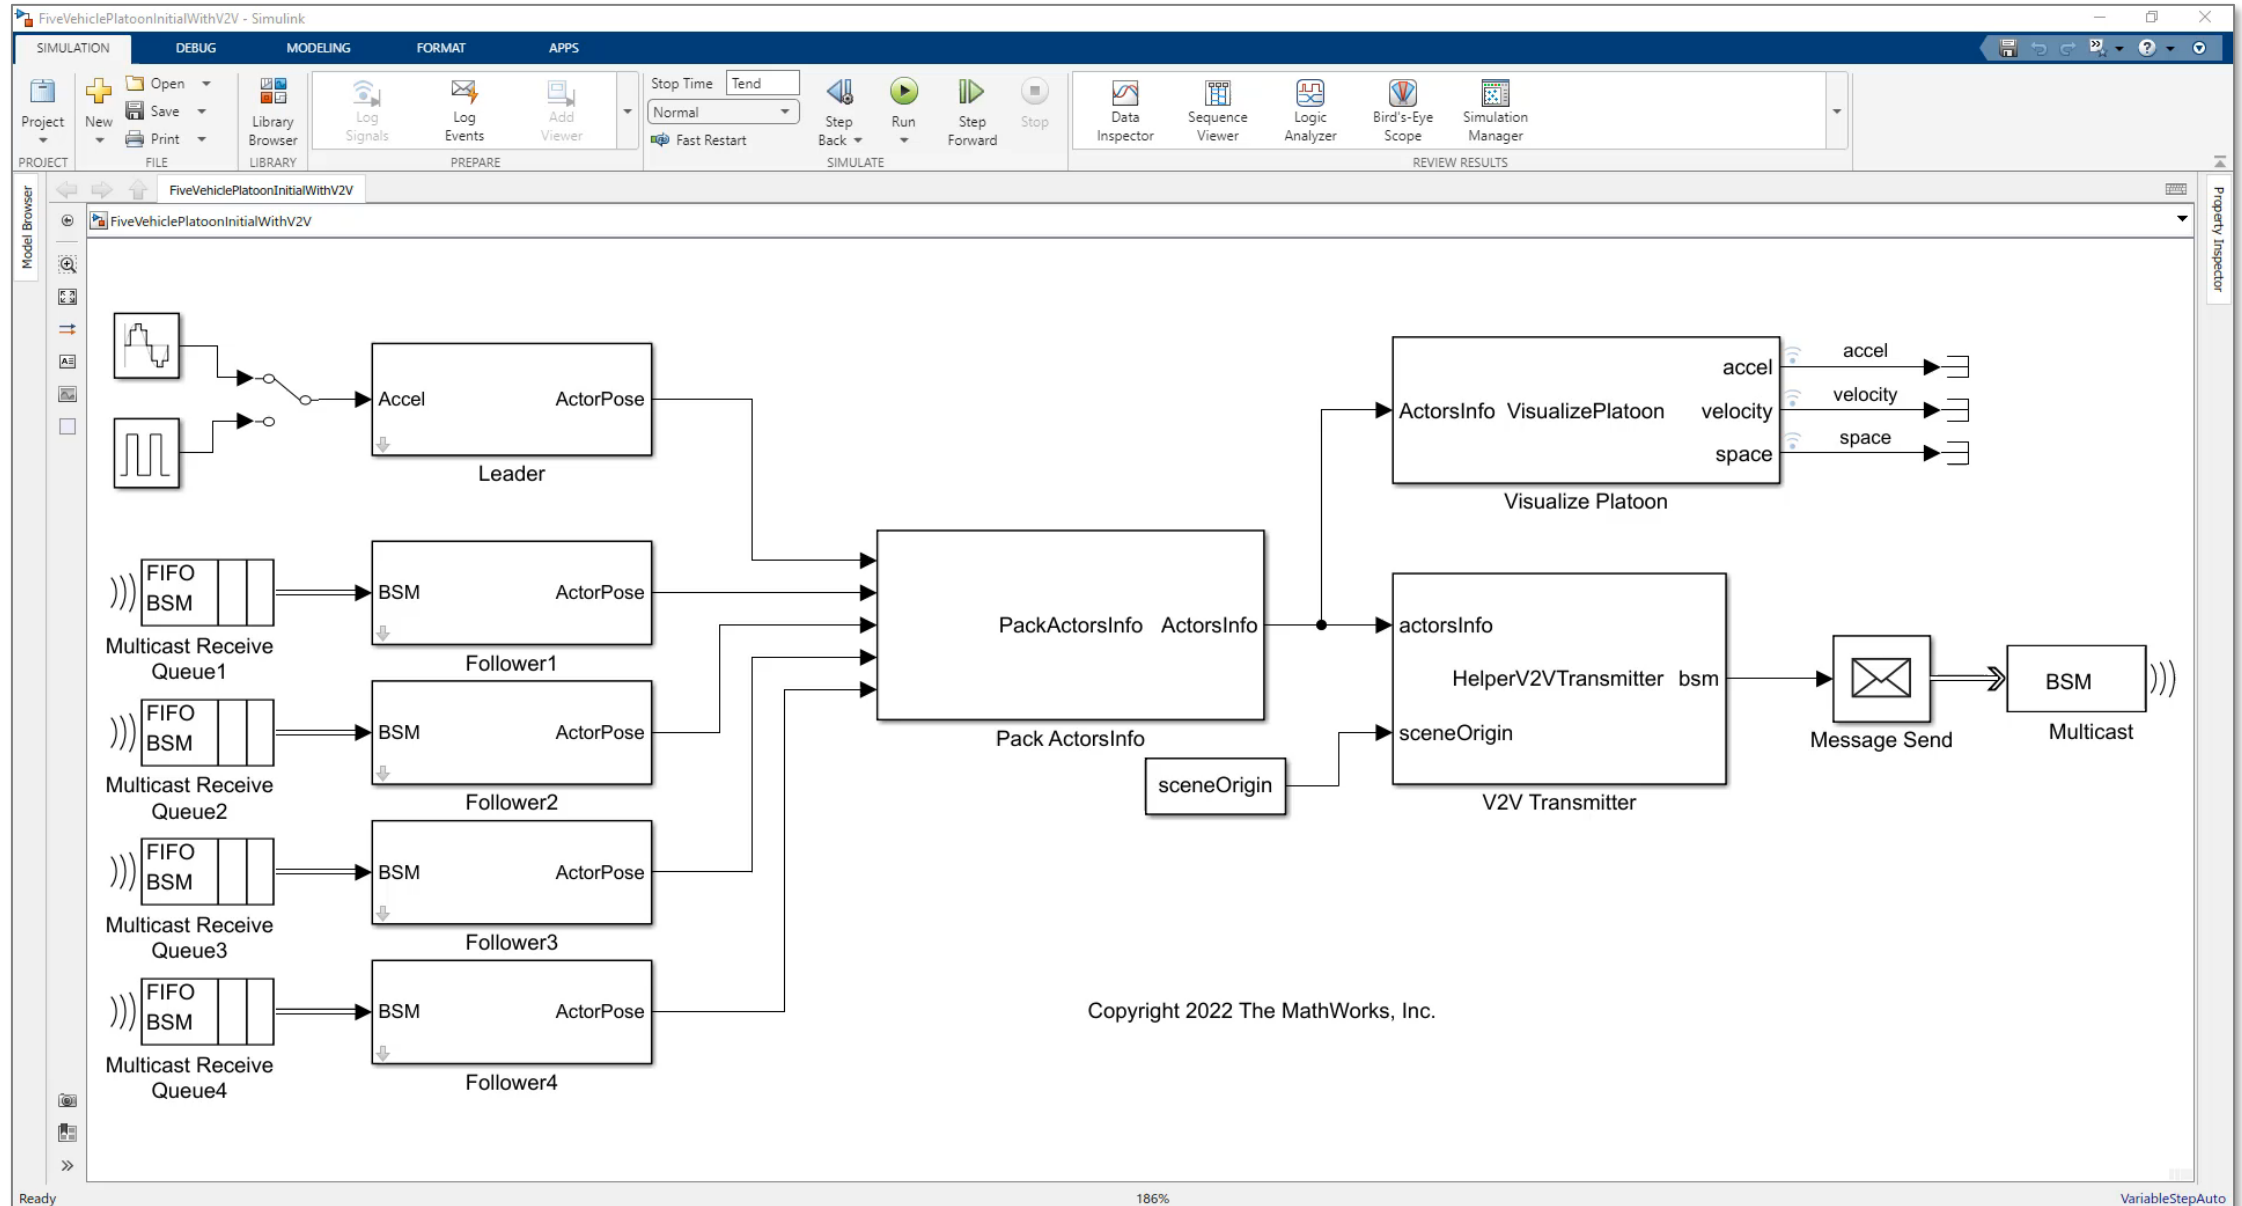 FiveVehiclePlatoonInitialWithV2V - Simulink
SIMULATION DEBUG MODELING FORMAT APPS
Project
PROJECT
New
Open
Save
Print
FILE
Library
Browser
LIBRARY
Log
Signals
Log
Events
Add
Viewer
PREPARE
Stop Time Tend
Normal
Fast Restart
Step
Back
Run
Step
Forward
Stop
SIMULATE
Data
Inspector
Sequence
Viewer
Logic
Analyzer
Bird's-Eye
Scope
Simulation
Manager
REVIEW RESULTS
Model Browser
Property Inspector
FiveVehiclePlatoonInitialWithV2V
FiveVehiclePlatoonInitialWithV2V
Accel ActorPose
Leader
FIFO
BSM
Multicast Receive
Queue1
BSM ActorPose
Follower1
FIFO
BSM
Multicast Receive
Queue2
BSM ActorPose
Follower2
FIFO
BSM
Multicast Receive
Queue3
BSM ActorPose
Follower3
FIFO
BSM
Multicast Receive
Queue4
BSM ActorPose
Follower4
PackActorsInfo ActorsInfo
Pack ActorsInfo
sceneOrigin
ActorsInfo VisualizePlatoon
accel
velocity
space
accel
velocity
space
Visualize Platoon
actorsInfo
HelperV2VTransmitter bsm
sceneOrigin
V2V Transmitter
Message Send
BSM
Multicast
Copyright 2022 The MathWorks, Inc.
Ready 186% VariableStepAuto